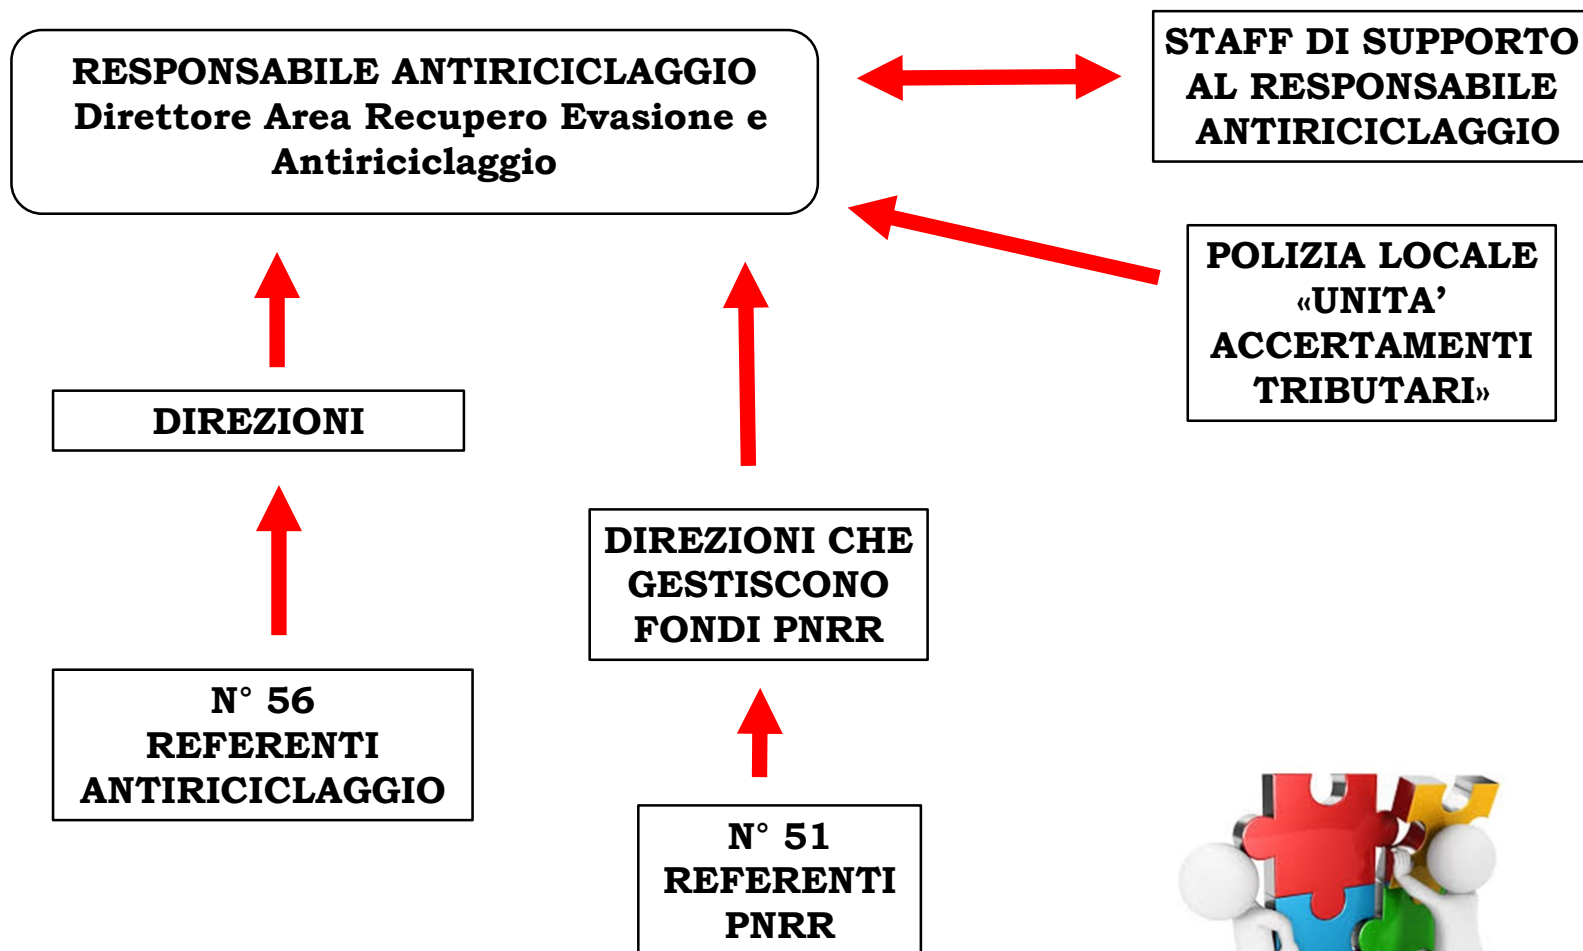 RESPONSABILE ANTIRICICLAGGIO
Direttore Area Recupero Evasione e
Antiriciclaggio
STAFF DI SUPPORTO
AL RESPONSABILE
ANTIRICICLAGGIO
POLIZIA LOCALE
«UNITA’
ACCERTAMENTI
TRIBUTARI»
DIREZIONI
DIREZIONI CHE
GESTISCONO
FONDI PNRR
N° 56
REFERENTI
ANTIRICICLAGGIO
N° 51
REFERENTI
PNRR